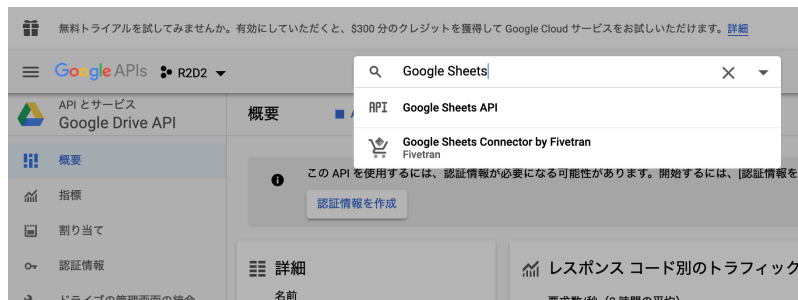 無料トライアルを試してみませんか。有効にしていただくと、$300 分のクレジットを獲得して Google Cloud サービスをお試しいただけます。 詳細
Google APIs R2D2
Google Sheets
API とサービス
Google Drive API
概要
API Google Sheets API
Google Sheets Connector by Fivetran
Fivetran
概要
この API を使用するには、認証情報が必要になる可能性があります。開始するには、[認証情報を
指標
認証情報を作成
割り当て
認証情報
詳細
レスポンス コード別のトラフィック
名前